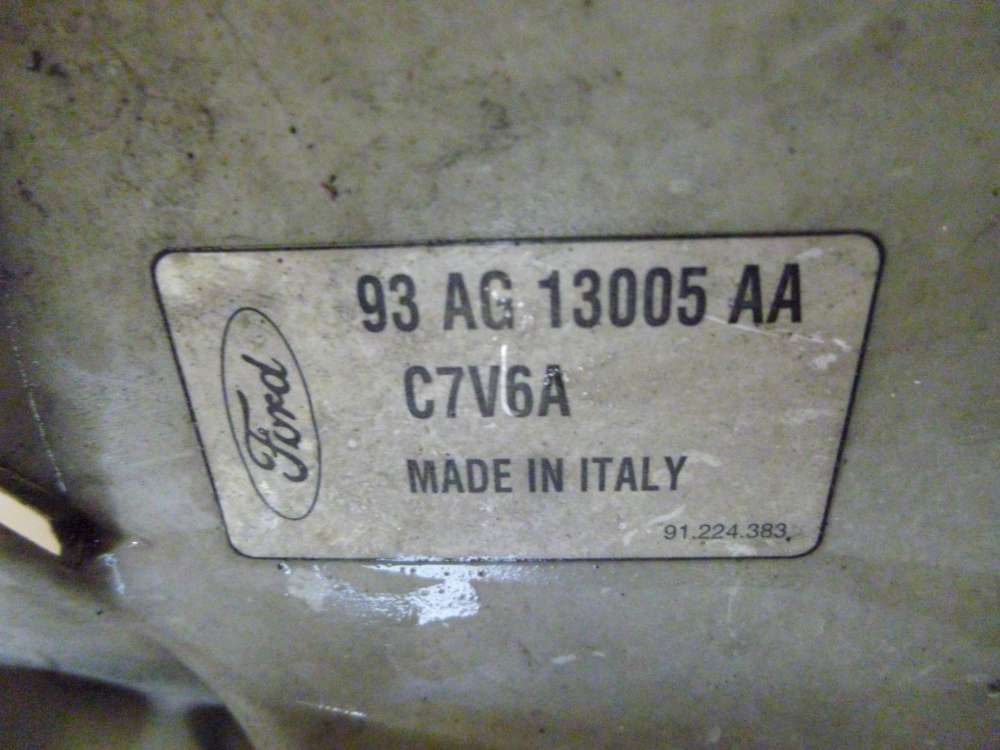 Ford
93 AG 13005 AA
C7V6A
MADE IN ITALY
91.224.383